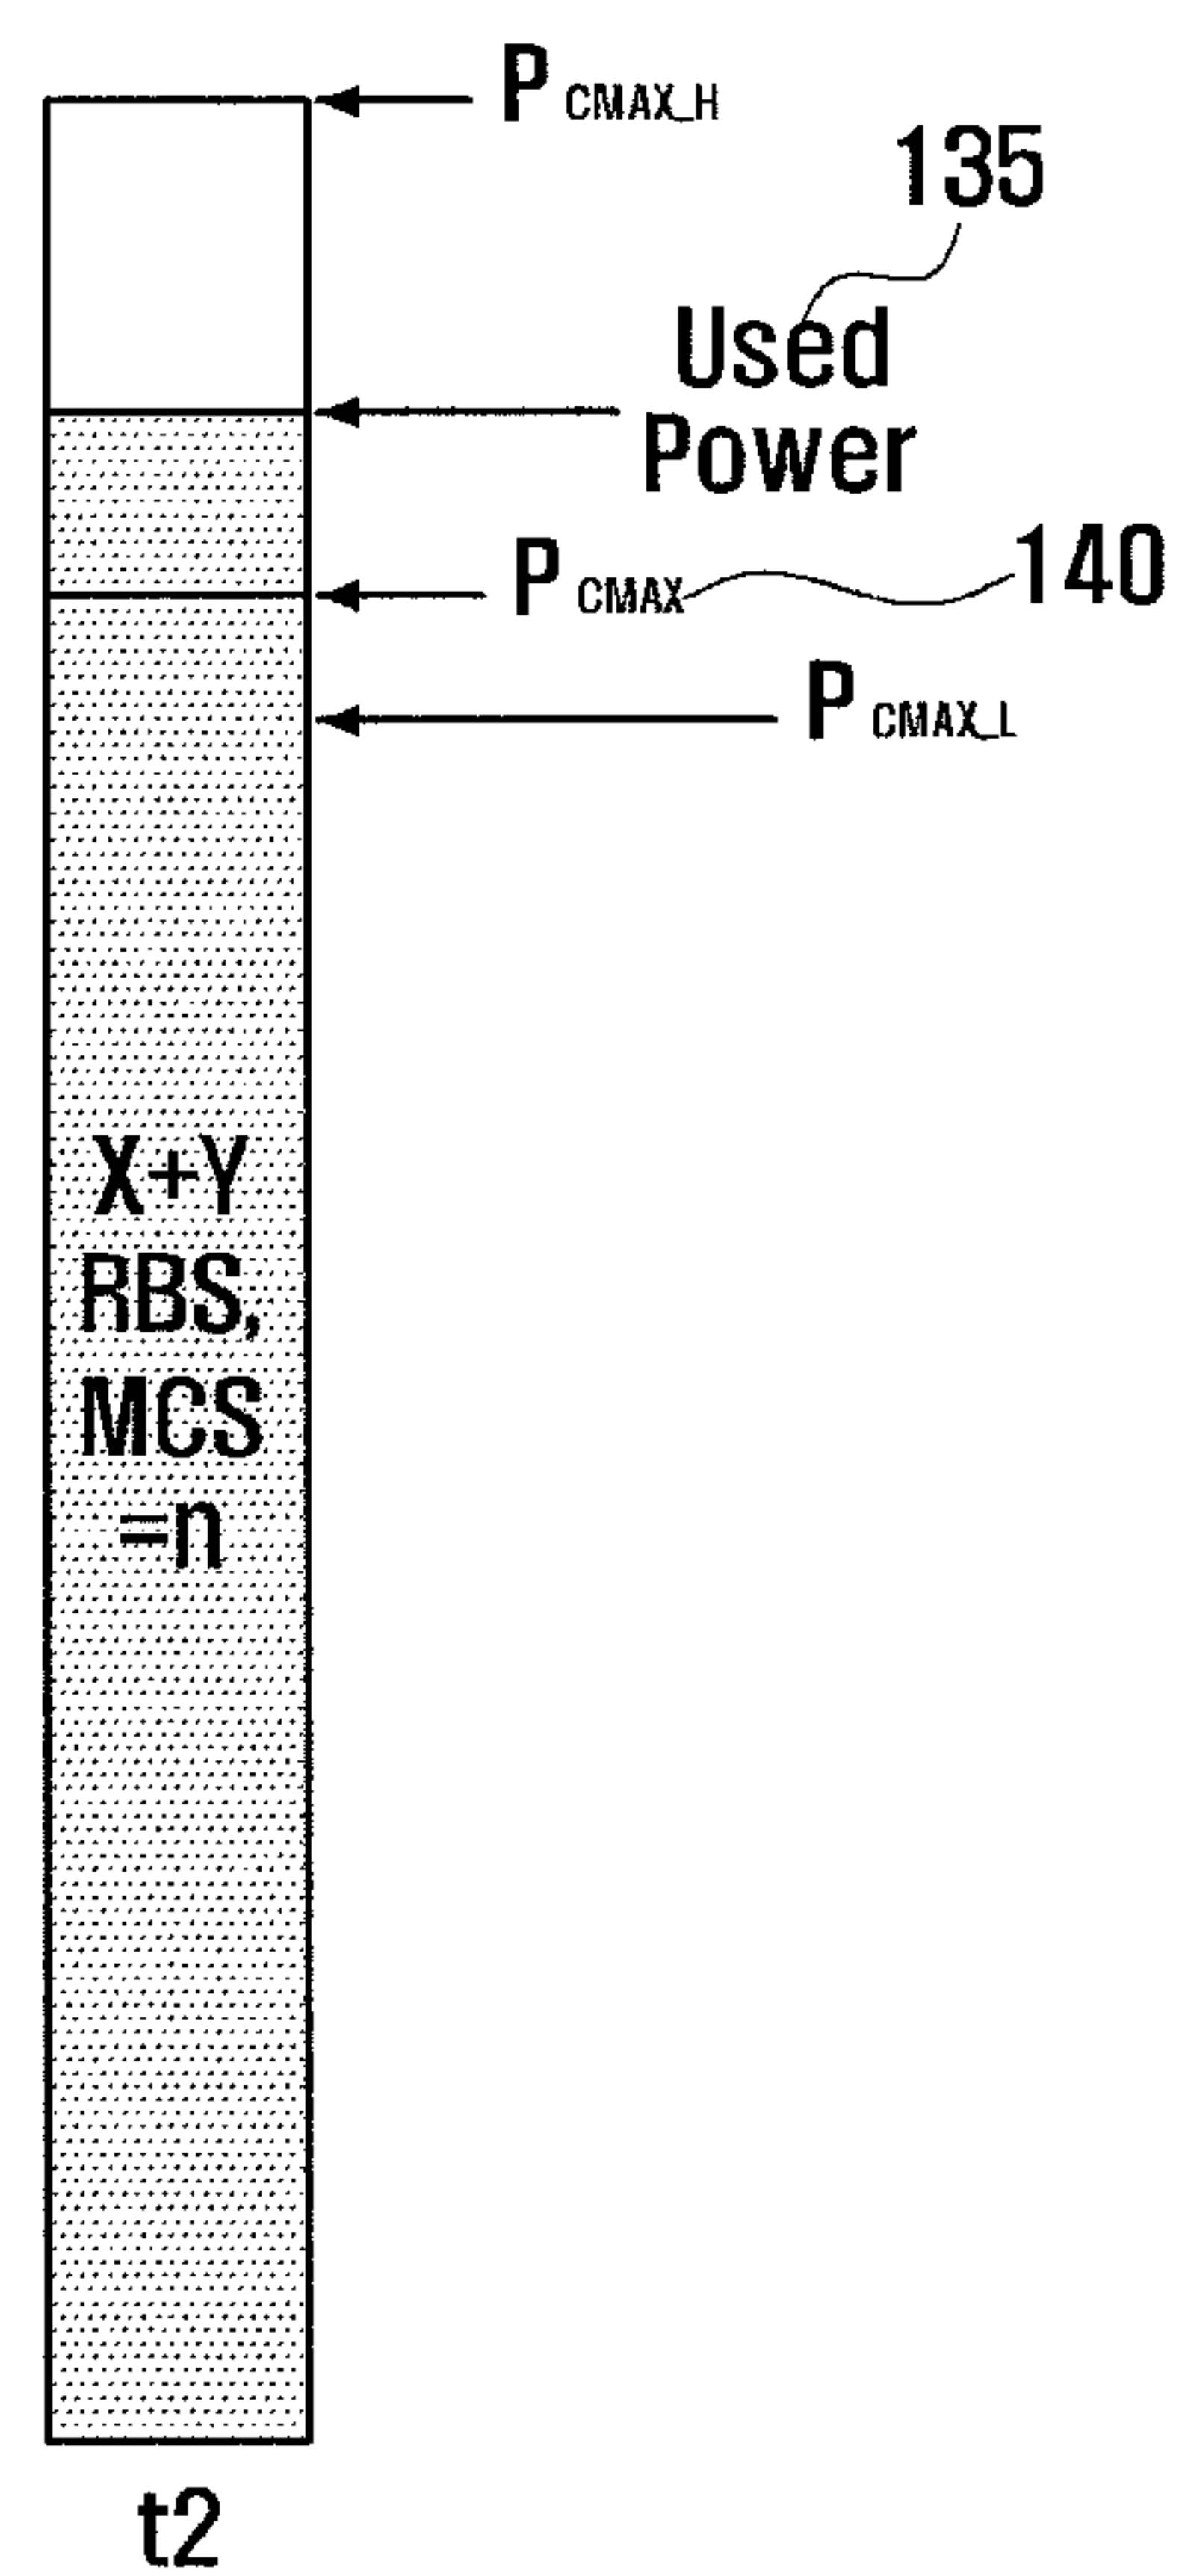 P CMAX_H
135
Used
Power
P CMAX
140
P CMAX_L
X+Y
RBS,
MCS
=n
t2